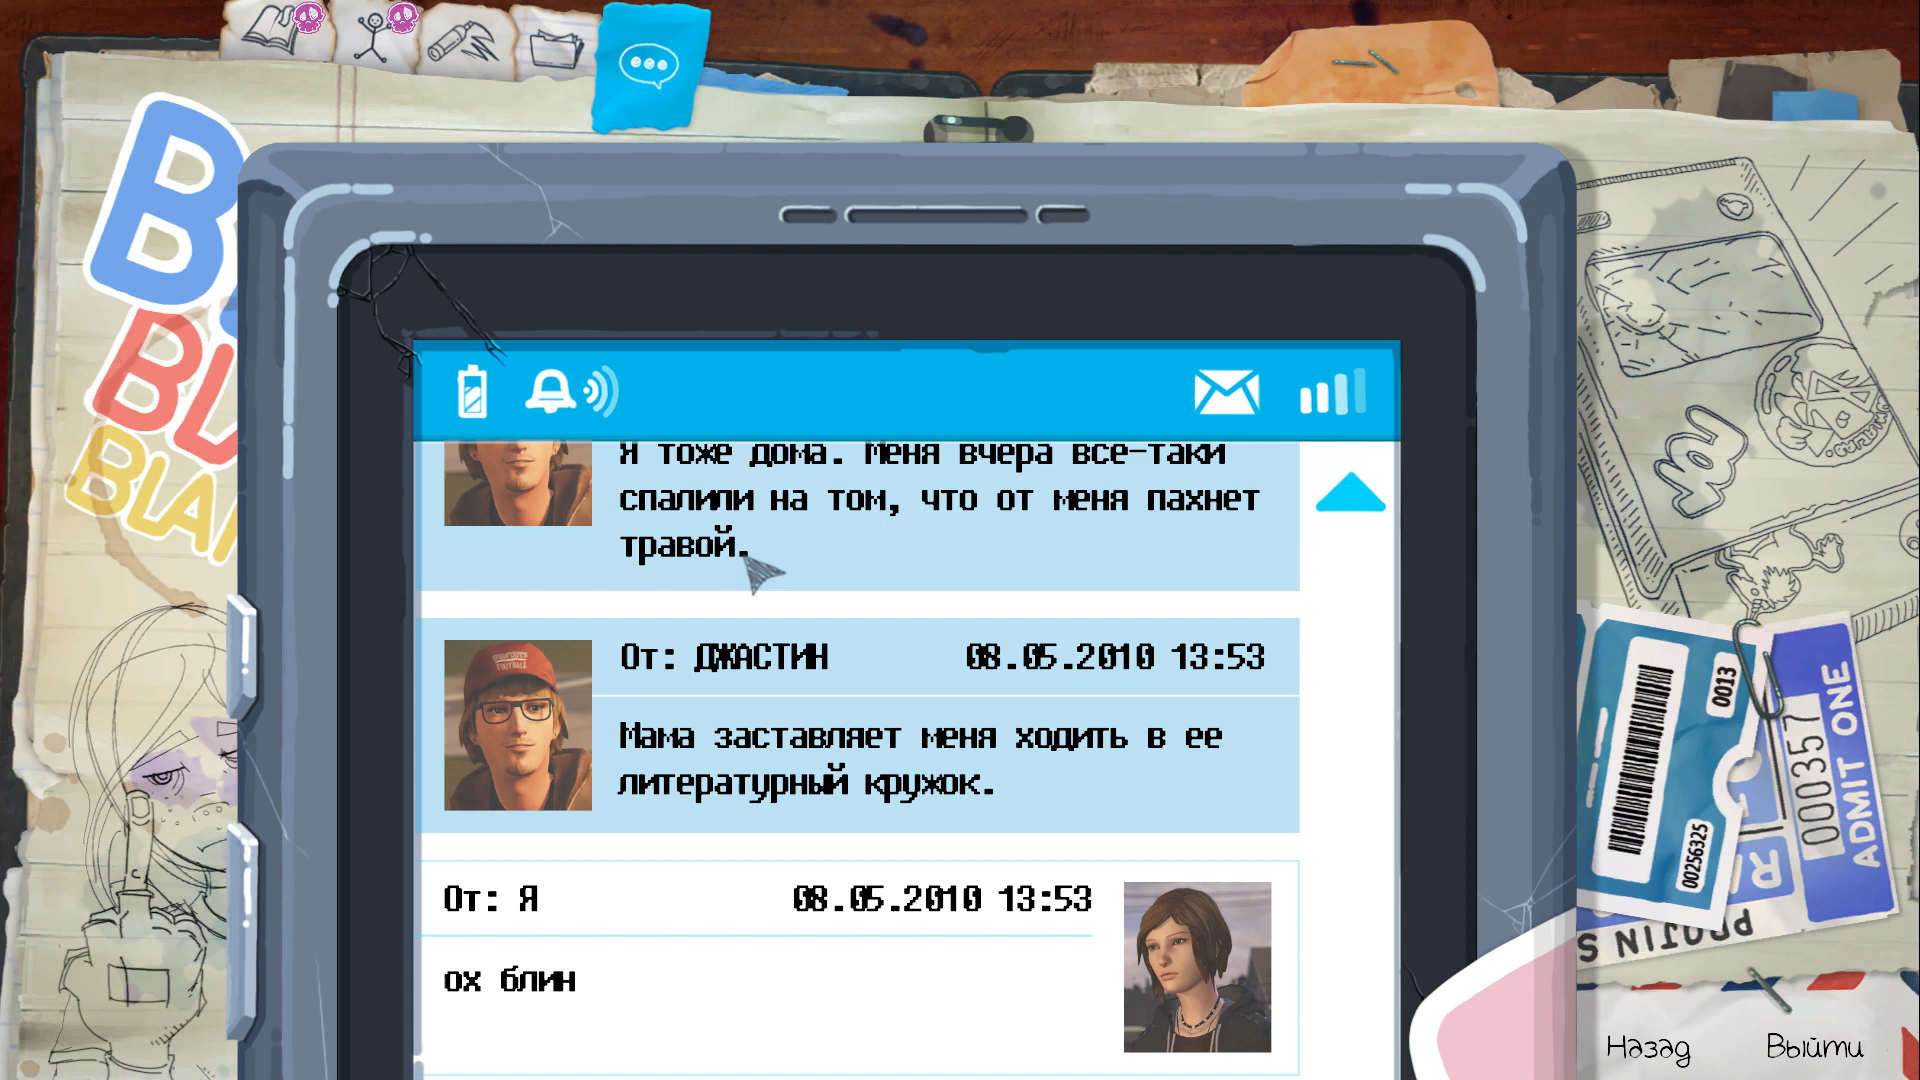 Я тоже дома. Меня вчера все-таки
спалили на том, что от меня пахнет
травой.
От: ДЖАСТИН 08.05.2010 13:53
Мама заставляет меня ходить в ее
литературный кружок.
От: Я 08.05.2010 13:53
ох блин
0013
00256325
000357
ADMIT ONE
Назад Выйти